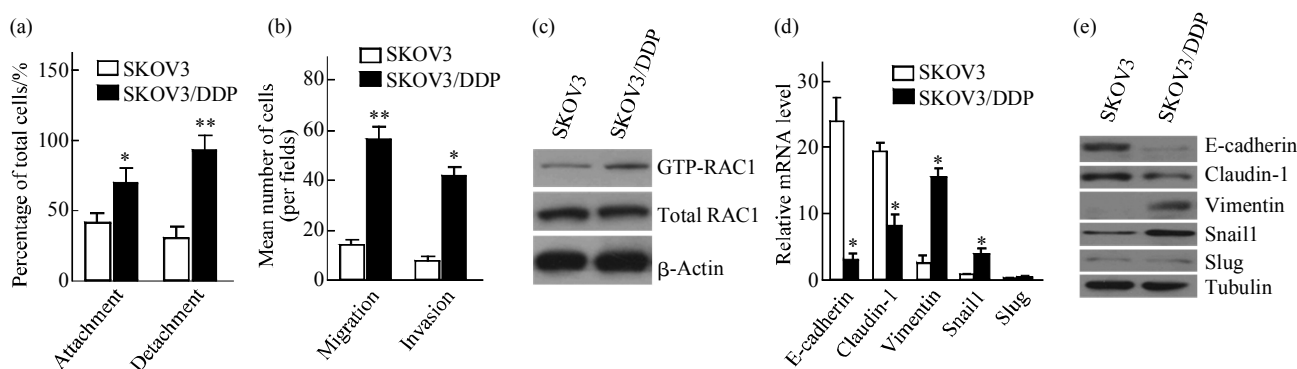 (a)
Percentage of total cells/%
150
100
50
0
SKOV3
SKOV3/DDP
*
**
Attachment
Detachment
(b)
Mean number of cells
(per fields)
80
60
40
20
0
SKOV3
SKOV3/DDP
**
*
Migration
Invasion
(c)
SKOV3
SKOV3/DDP
GTP-RAC1
Total RAC1
β-Actin
(d)
Relative mRNA level
30
20
10
0
SKOV3
SKOV3/DDP
*
*
*
*
E-cadherin
Claudin-1
Vimentin
Snail1
Slug
(e)
SKOV3
SKOV3/DDP
E-cadherin
Claudin-1
Vimentin
Snail1
Slug
Tubulin